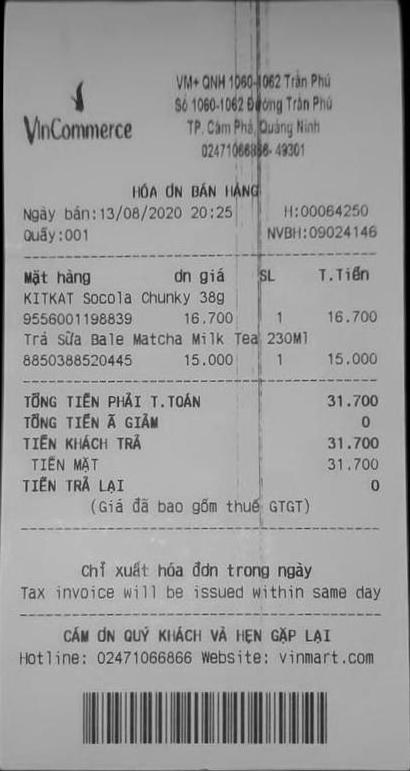 VinCommerce
VM+ QNH 1060-1062 Trần Phú
Số 1060-1062 Đường Trần Phú
TP. Cẩm Phả, Quảng Ninh
02471066866- 49301
HÓA ƠN BÁN HÀNG
Ngày bán:13/08/2020 20:25 H:00064250
Quầy:001 NVBH:09024146
Mặt hàng ơn giá SL T.Tiền
KITKAT Socola Chunky 38g
9556001198839 16.700 1 16.700
Trà Sữa Bale Matcha Milk Tea 230Ml
8850388520445 15.000 1 15.000
TỔNG TIỀN PHẢI T.TOÁN 31.700
TỔNG TIỀN Ã GIẢM 0
TIỀN KHÁCH TRẢ 31.700
TIỀN MẶT 31.700
TIỀN TRẢ LẠI 0
(Giá đã bao gồm thuế GTGT)
Chỉ xuất hóa đơn trong ngày
Tax invoice will be issued within same day
CẢM ƠN QUÝ KHÁCH VÀ HẸN GẶP LẠI
Hotline: 02471066866 Website: vinmart.com